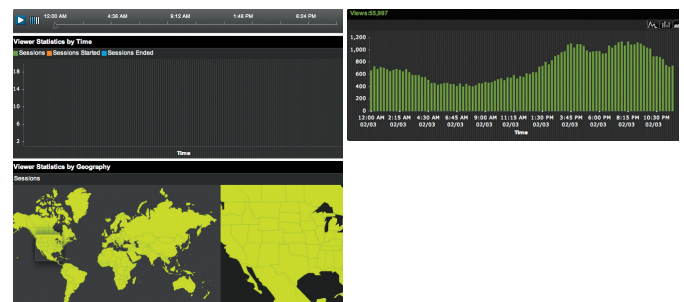 12:00 AM 4:36 AM 9:12 AM 1:48 PM 6:24 PM
Viewer Statistics by Time
Sessions Sessions Started Sessions Ended
18
14
10
6
2
Time
Viewer Statistics by Geography
Sessions
Views:55,997
1,200
1,000
800
600
400
200
0
12:00 AM 2:15 AM 4:30 AM 6:45 AM 9:00 AM 11:15 AM 1:30 PM 3:45 PM 6:00 PM 8:15 PM 10:30 PM
02/03 02/03 02/03 02/03 02/03 02/03 02/03 02/03 02/03 02/03 02/03
Time